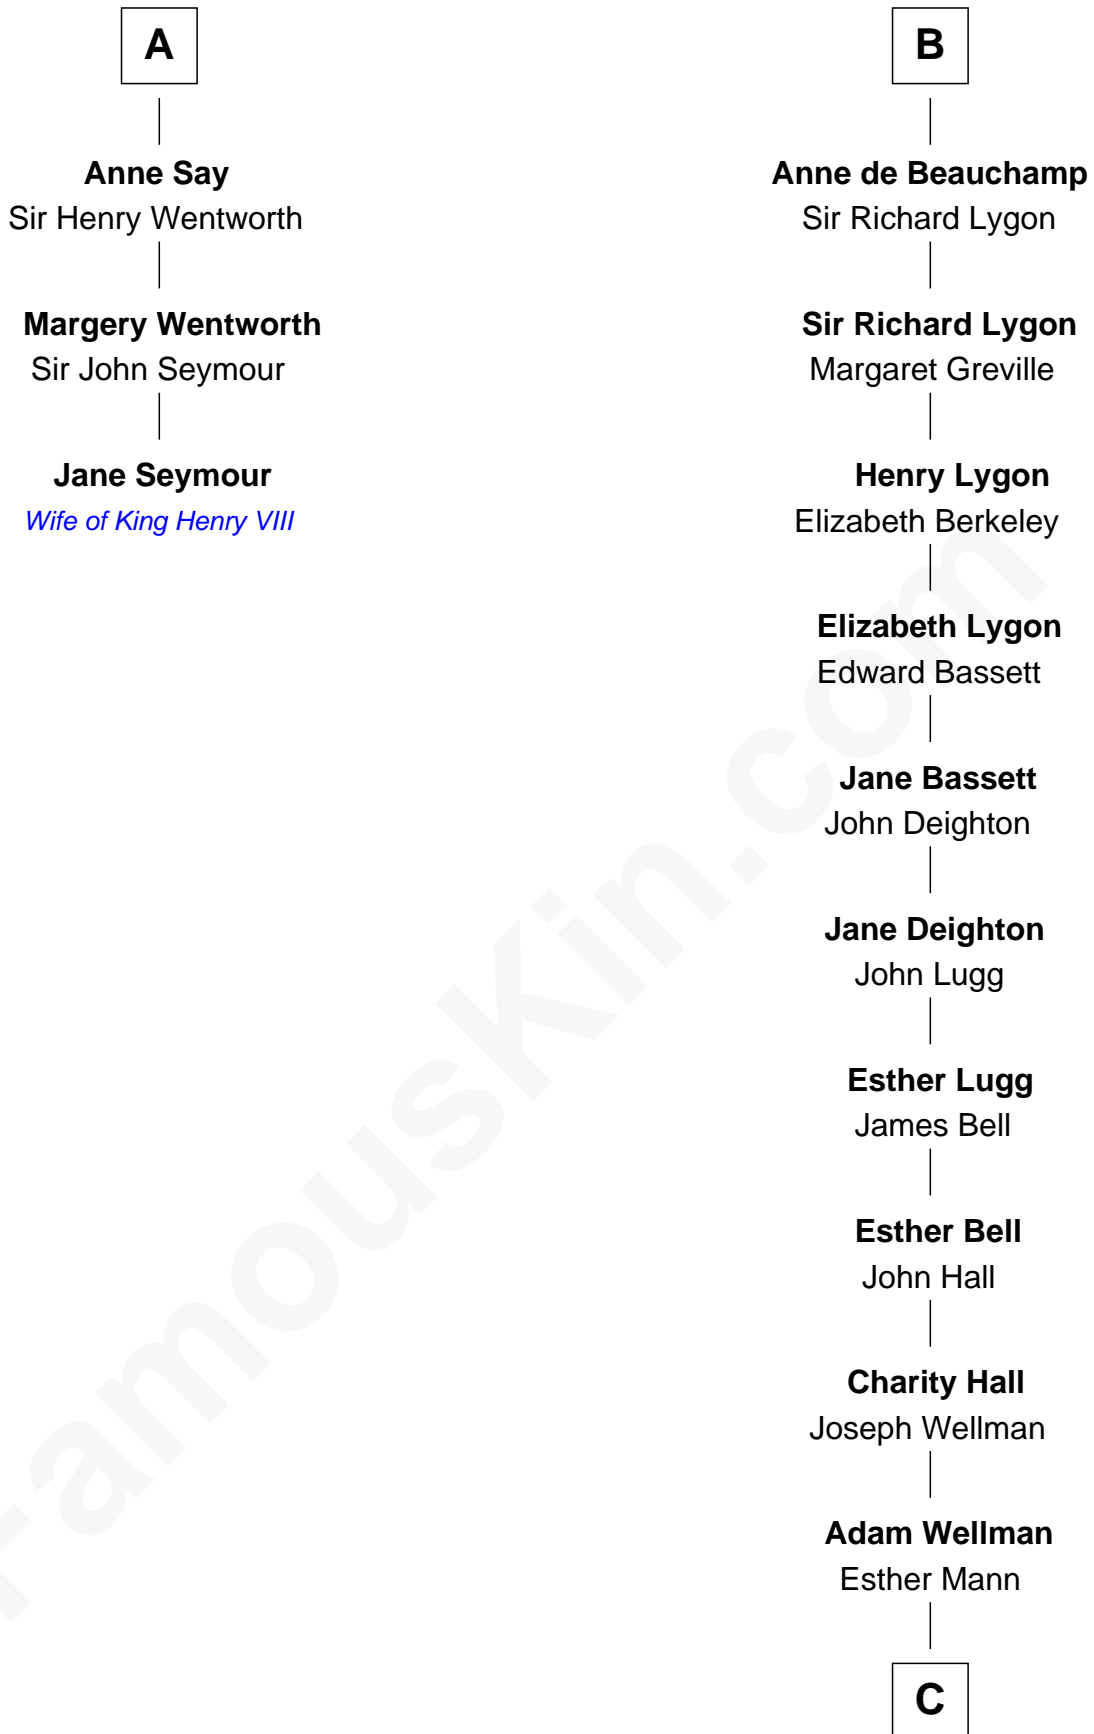 A
Anne Say
Sir Henry Wentworth
Margery Wentworth
Sir John Seymour
Jane Seymour
Wife of King Henry VIII
B
Anne de Beauchamp
Sir Richard Lygon
Sir Richard Lygon
Margaret Greville
Henry Lygon
Elizabeth Berkeley
Elizabeth Lygon
Edward Bassett
Jane Bassett
John Deighton
Jane Deighton
John Lugg
Esther Lugg
James Bell
Esther Bell
John Hall
Charity Hall
Joseph Wellman
Adam Wellman
Esther Mann
C
FamousKin.com